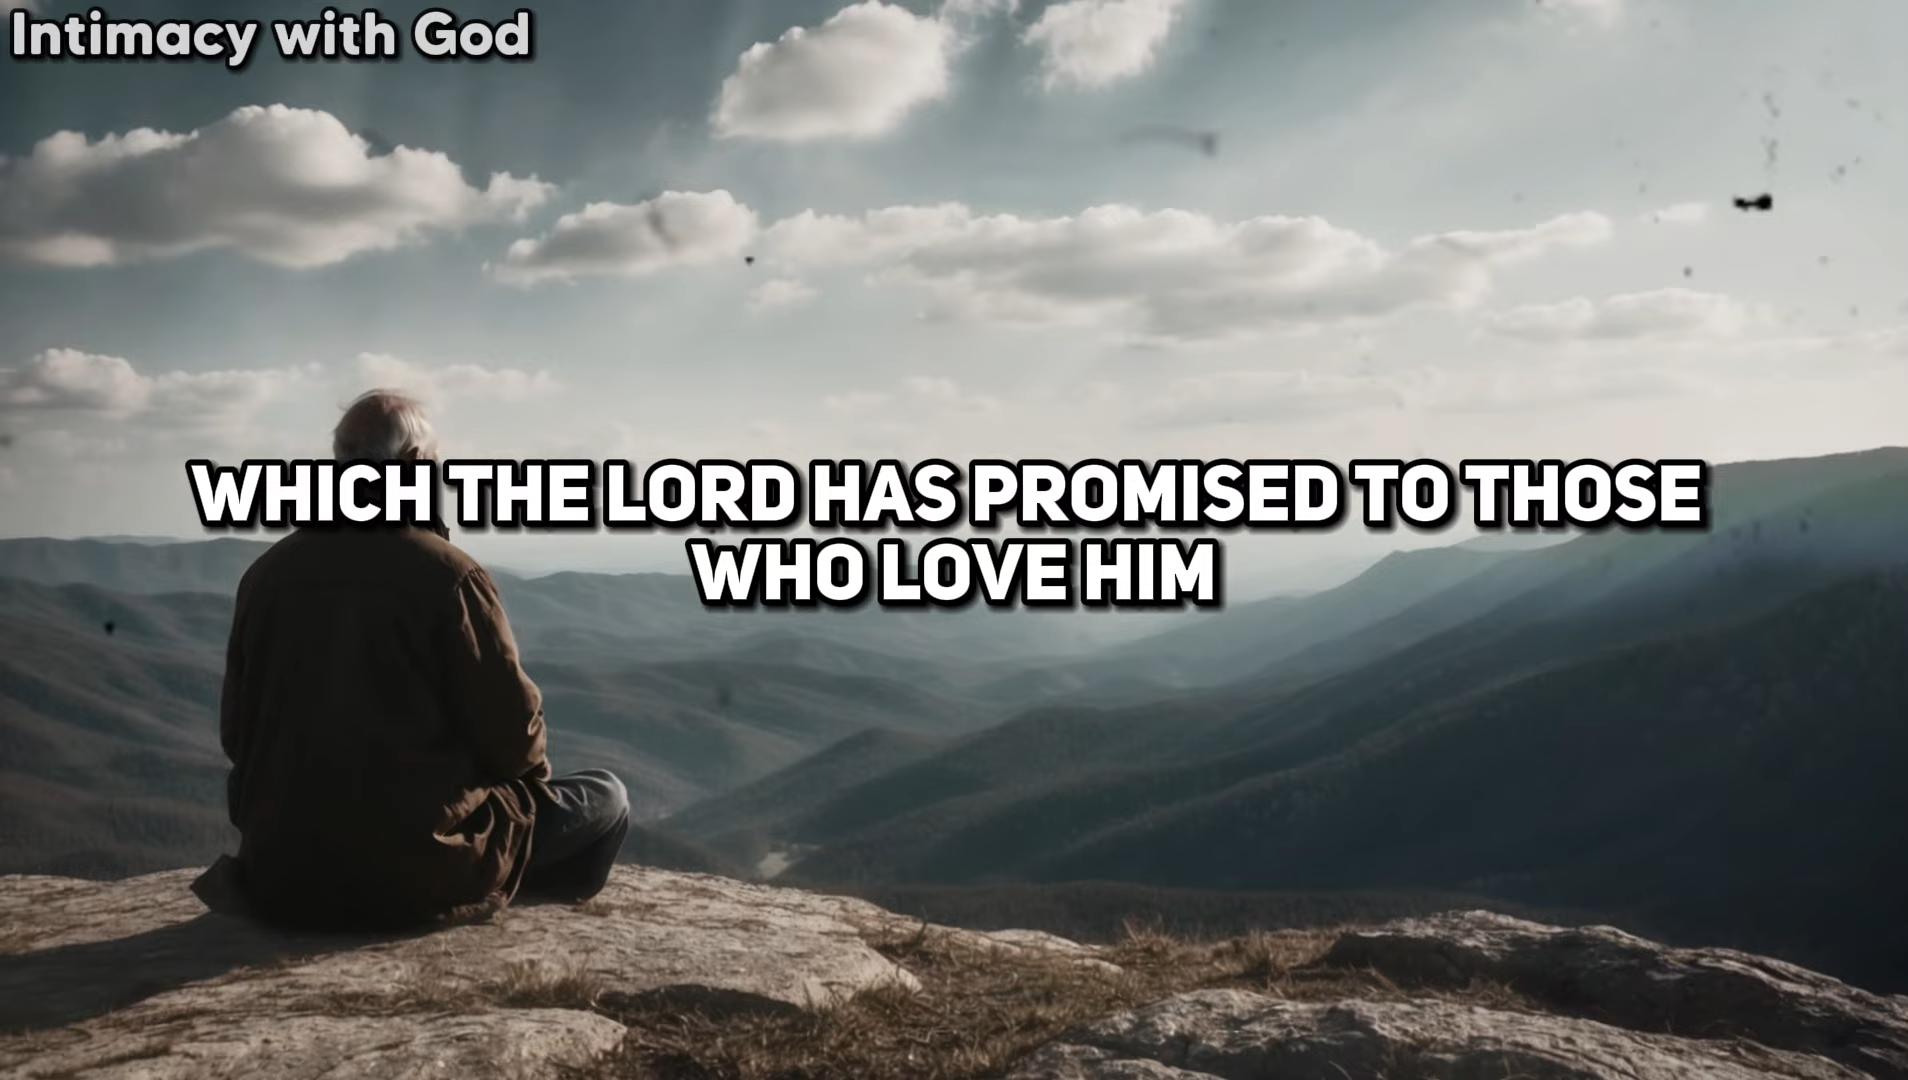 Intimacy with God
WHICH THE LORD HAS PROMISED TO THOSE
WHO LOVE HIM